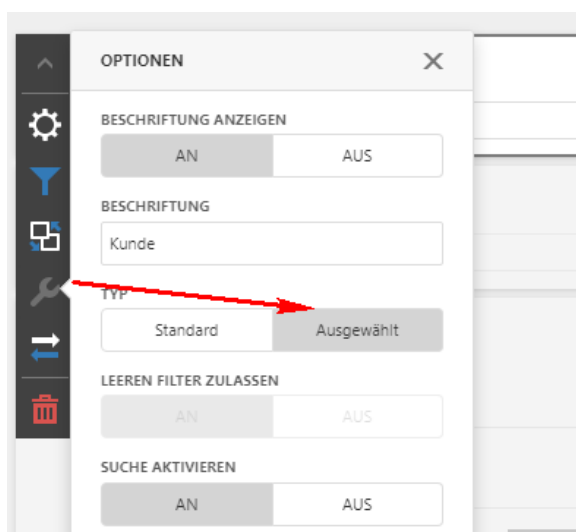 OPTIONEN
BESCHRIFTUNG ANZEIGEN
AN AUS
BESCHRIFTUNG
Kunde
TYP
Standard Ausgewählt
LEEREN FILTER ZULASSEN
AN AUS
SUCHE AKTIVIEREN
AN AUS